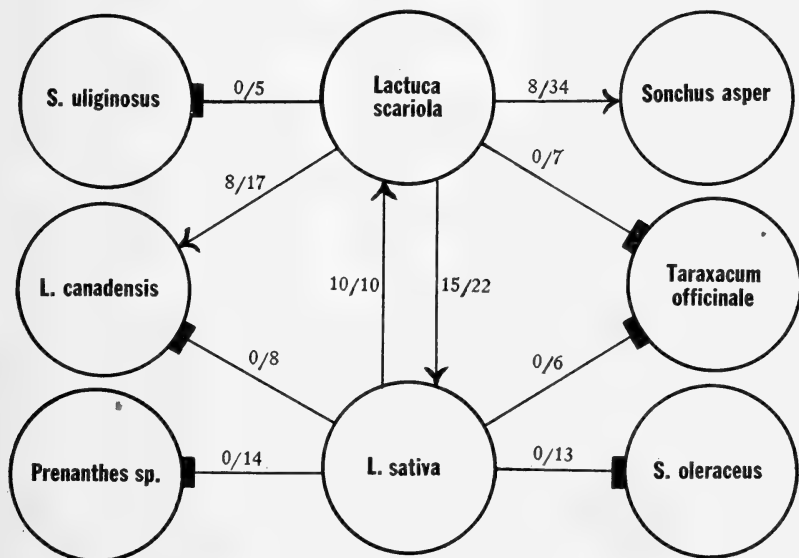 S. uliginosus
0/5
Lactuca
scariola
8/34
Sonchus asper
8/17
0/7
L. canadensis
10/10
15/22
Taraxacum
officinale
0/8
0/6
Prenanthes sp.
0/14
L. sativa
0/13
S. oleraceus